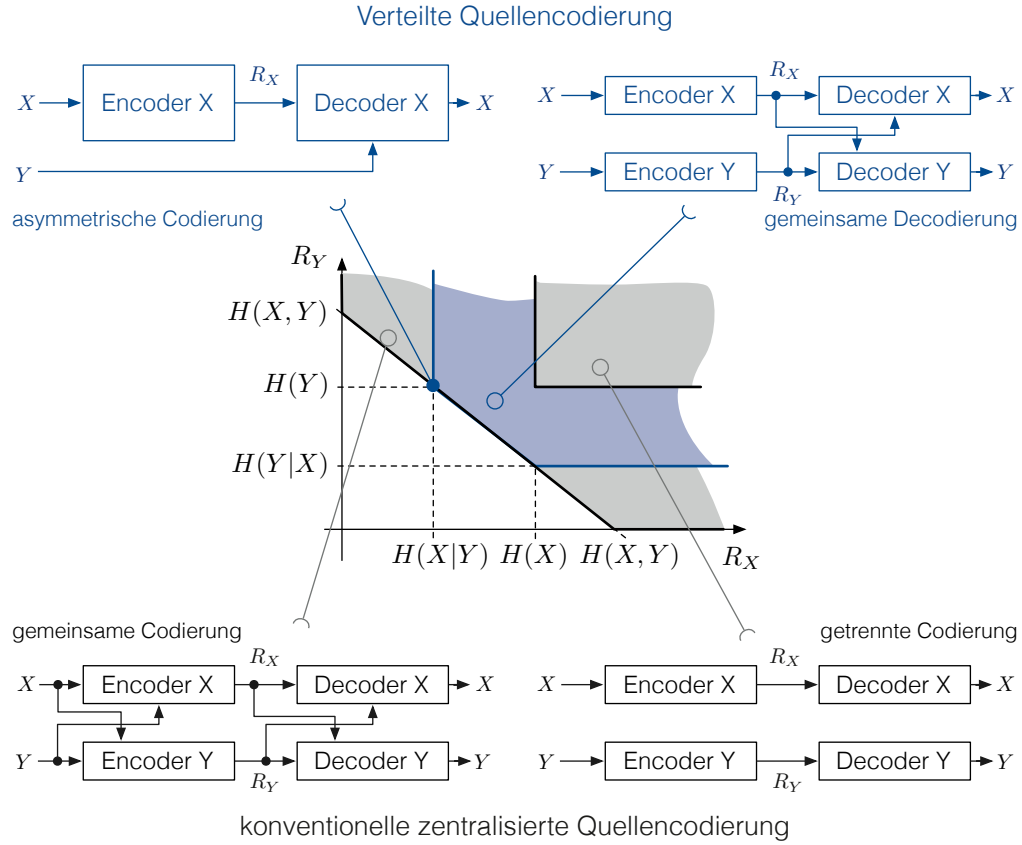 Verteilte Quellencodierung
X Encoder X R_X Decoder X X
Y
asymmetrische Codierung
X Encoder X R_X Decoder X X
Y Encoder Y R_Y Decoder Y Y
gemeinsame Decodierung
R_Y
H(X, Y)
H(Y)
H(Y|X)
H(X|Y) H(X) H(X, Y) R_X
gemeinsame Codierung
X Encoder X R_X Decoder X X
Y Encoder Y R_Y Decoder Y Y
getrennte Codierung
X Encoder X R_X Decoder X X
Y Encoder Y R_Y Decoder Y Y
konventionelle zentralisierte Quellencodierung